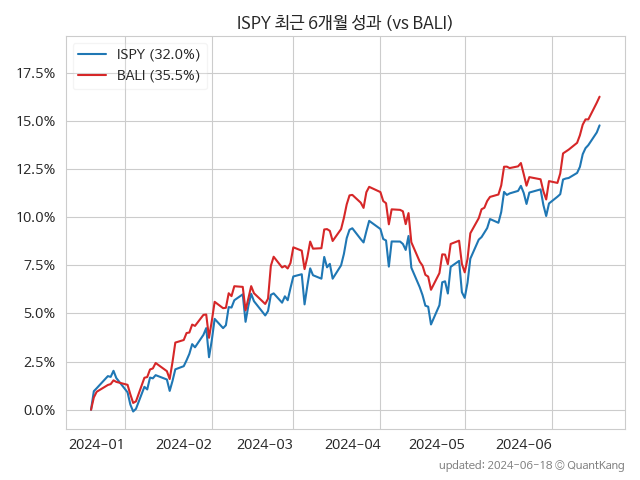 ISPY 최근 6개월 성과 (vs BALI)
ISPY (32.0%)
BALI (35.5%)
17.5%
15.0%
12.5%
10.0%
7.5%
5.0%
2.5%
0.0%
2024−01 2024−02 2024−03 2024−04 2024−05 2024−06
updated: 2024-06-18 © QuantKang